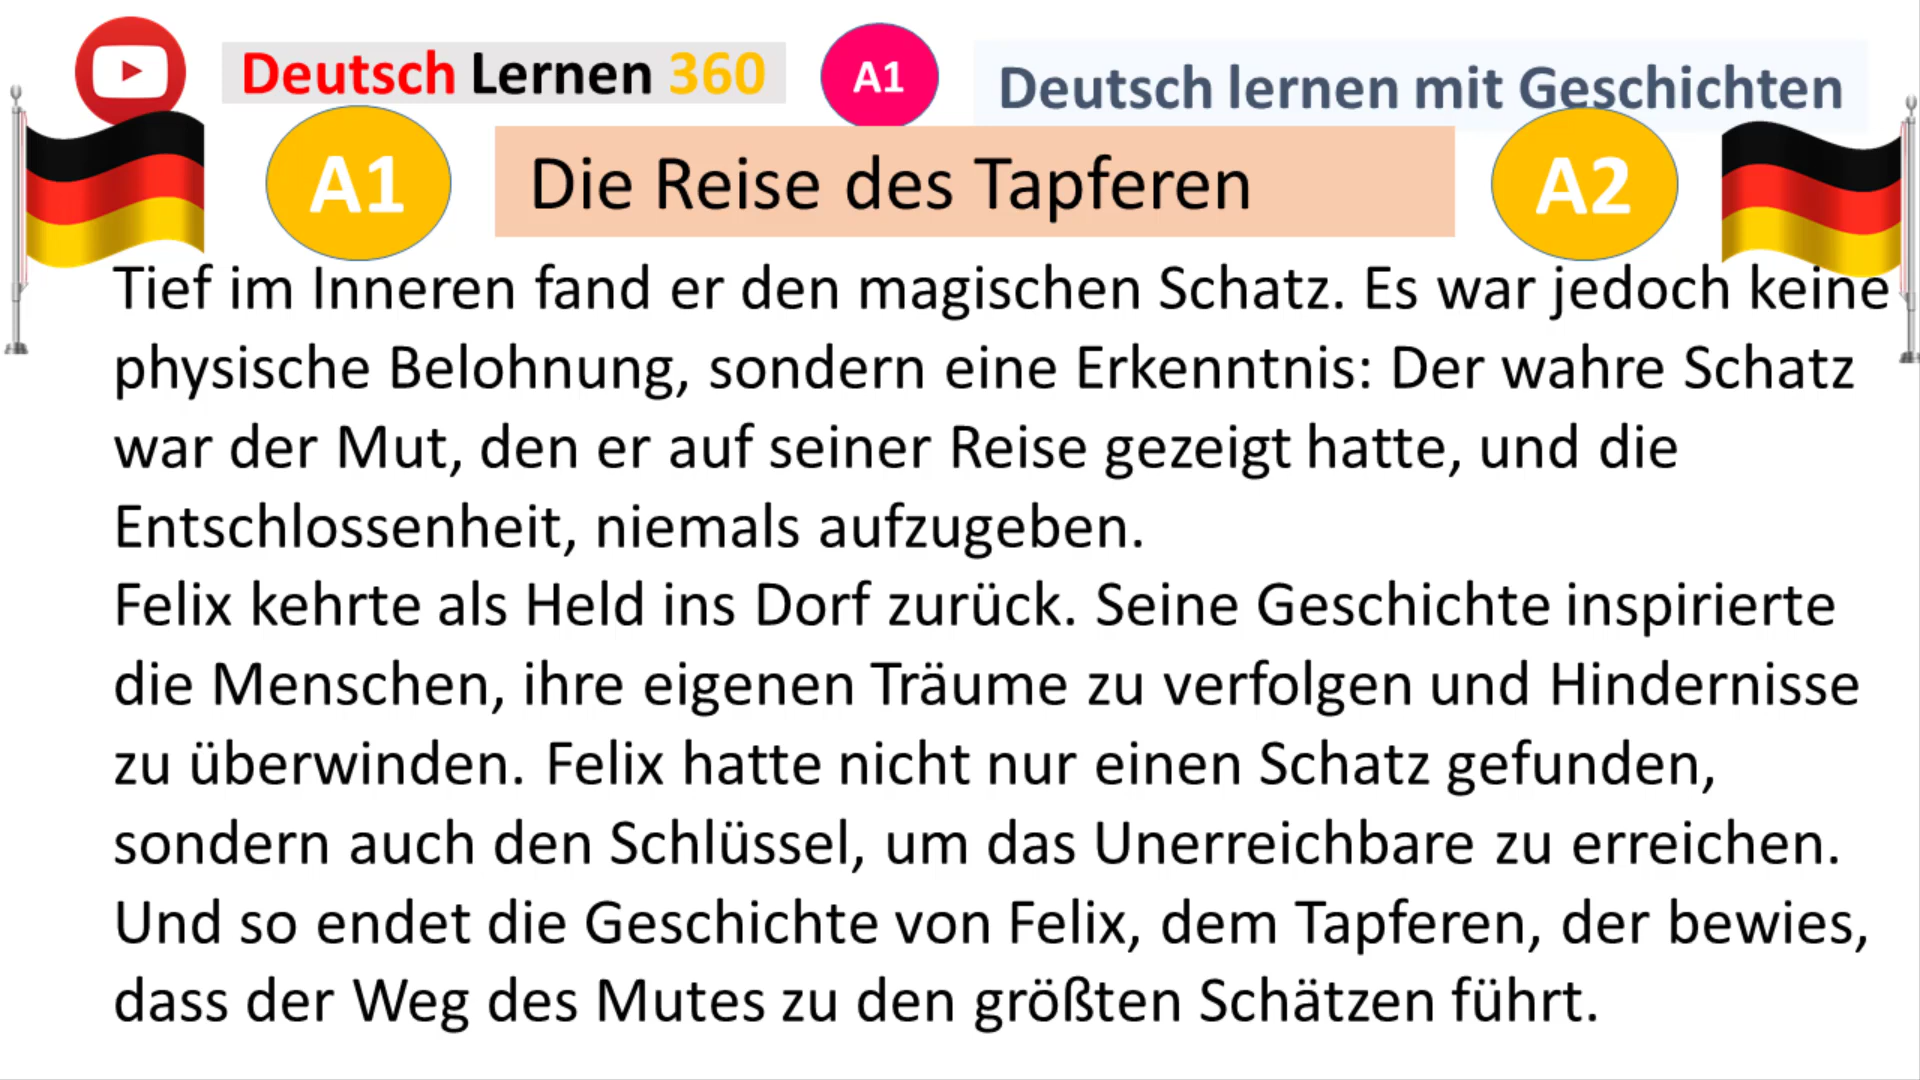 Deutsch Lernen 360
A1
Deutsch lernen mit Geschichten
A1
Die Reise des Tapferen
A2
Tief im Inneren fand er den magischen Schatz. Es war jedoch keine
physische Belohnung, sondern eine Erkenntnis: Der wahre Schatz
war der Mut, den er auf seiner Reise gezeigt hatte, und die
Entschlossenheit, niemals aufzugeben.
Felix kehrte als Held ins Dorf zurück. Seine Geschichte inspirierte
die Menschen, ihre eigenen Träume zu verfolgen und Hindernisse
zu überwinden. Felix hatte nicht nur einen Schatz gefunden,
sondern auch den Schlüssel, um das Unerreichbare zu erreichen.
Und so endet die Geschichte von Felix, dem Tapferen, der bewies,
dass der Weg des Mutes zu den größten Schätzen führt.